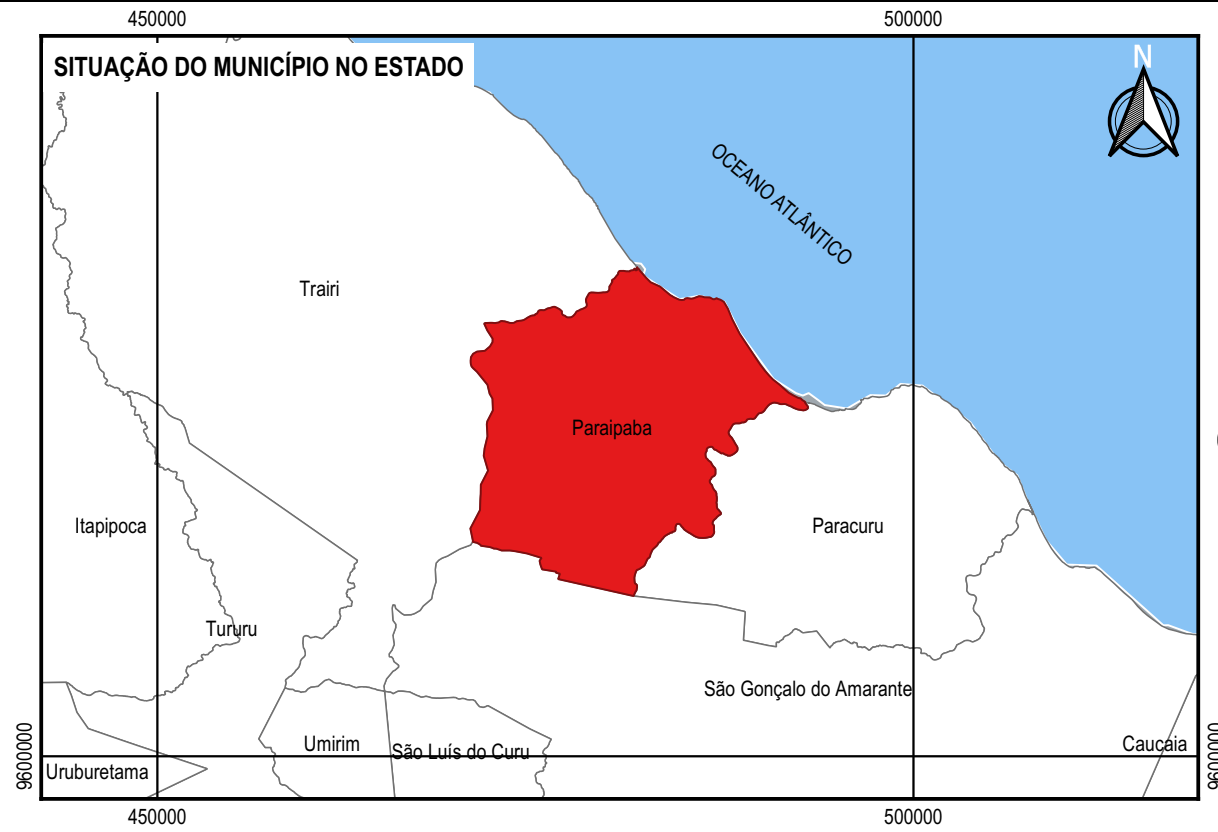 450000 500000
SITUAÇÃO DO MUNICÍPIO NO ESTADO
N
OCEANO ATLÂNTICO
Trairi
Paraipaba
Itapipoca
Paracuru
Tururu
São Gonçalo do Amarante
Umirim
São Luís do Curu
Caucaia
Uruburetama
9600000
9600000
450000 500000